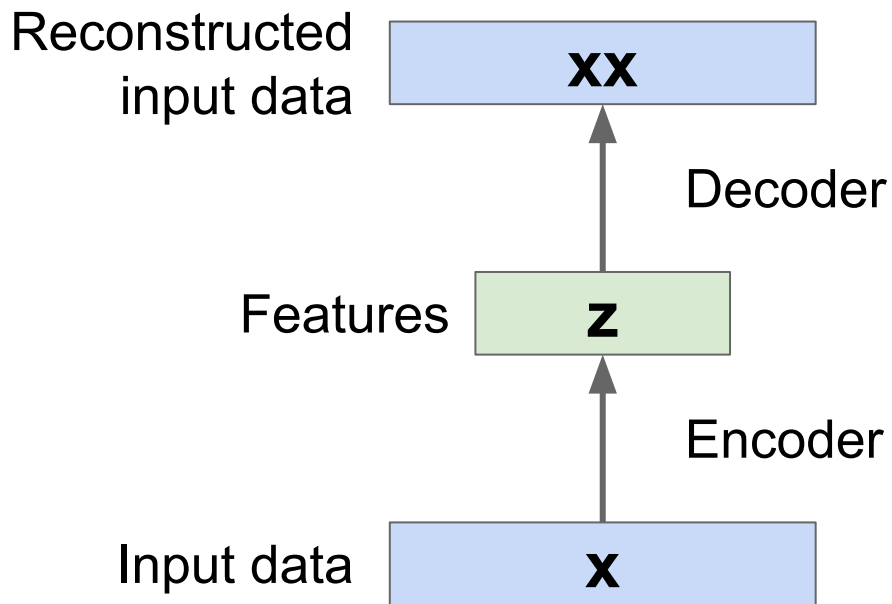 Reconstructed
input data
xx
Decoder
Features
z
Encoder
Input data
x